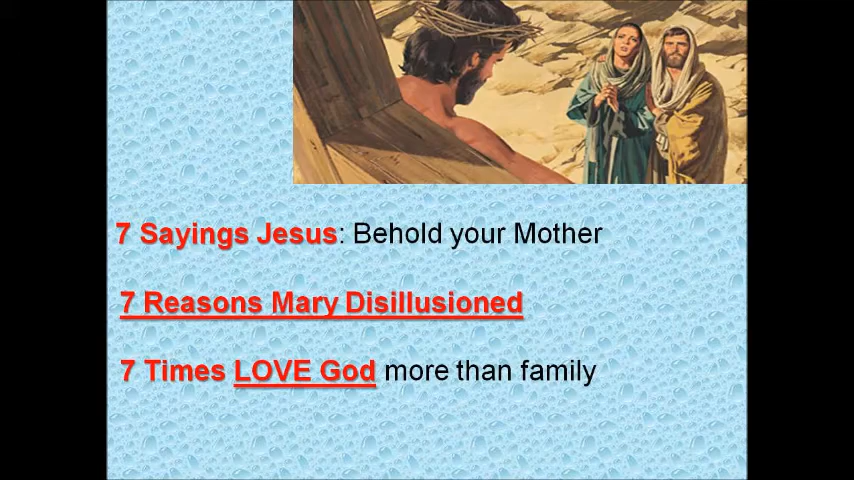 7 Sayings Jesus: Behold your Mother
7 Reasons Mary Disillusioned
7 Times LOVE God more than family